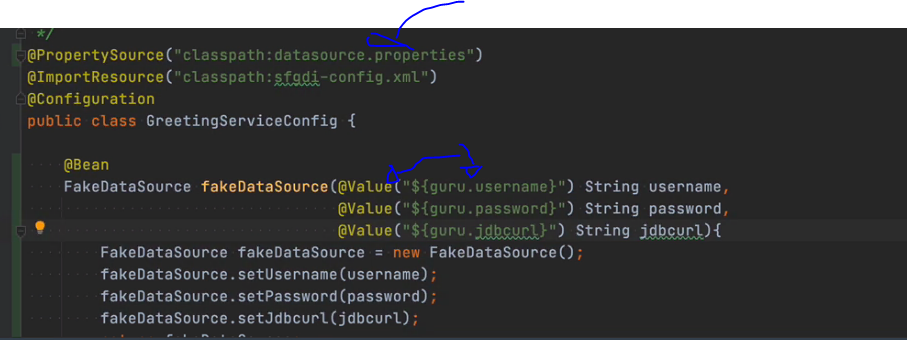 */
@PropertySource("classpath:datasource.properties")
@ImportResource("classpath:sfgdi-config.xml")
@Configuration
public class GreetingServiceConfig {
@Bean
FakeDataSource fakeDataSource(@Value("${guru.username}") String username,
@Value("${guru.password}") String password,
@Value("${guru.jdbcurl}") String jdbcurl){
FakeDataSource fakeDataSource = new FakeDataSource();
fakeDataSource.setUsername(username);
fakeDataSource.setPassword(password);
fakeDataSource.setJdbcurl(jdbcurl);